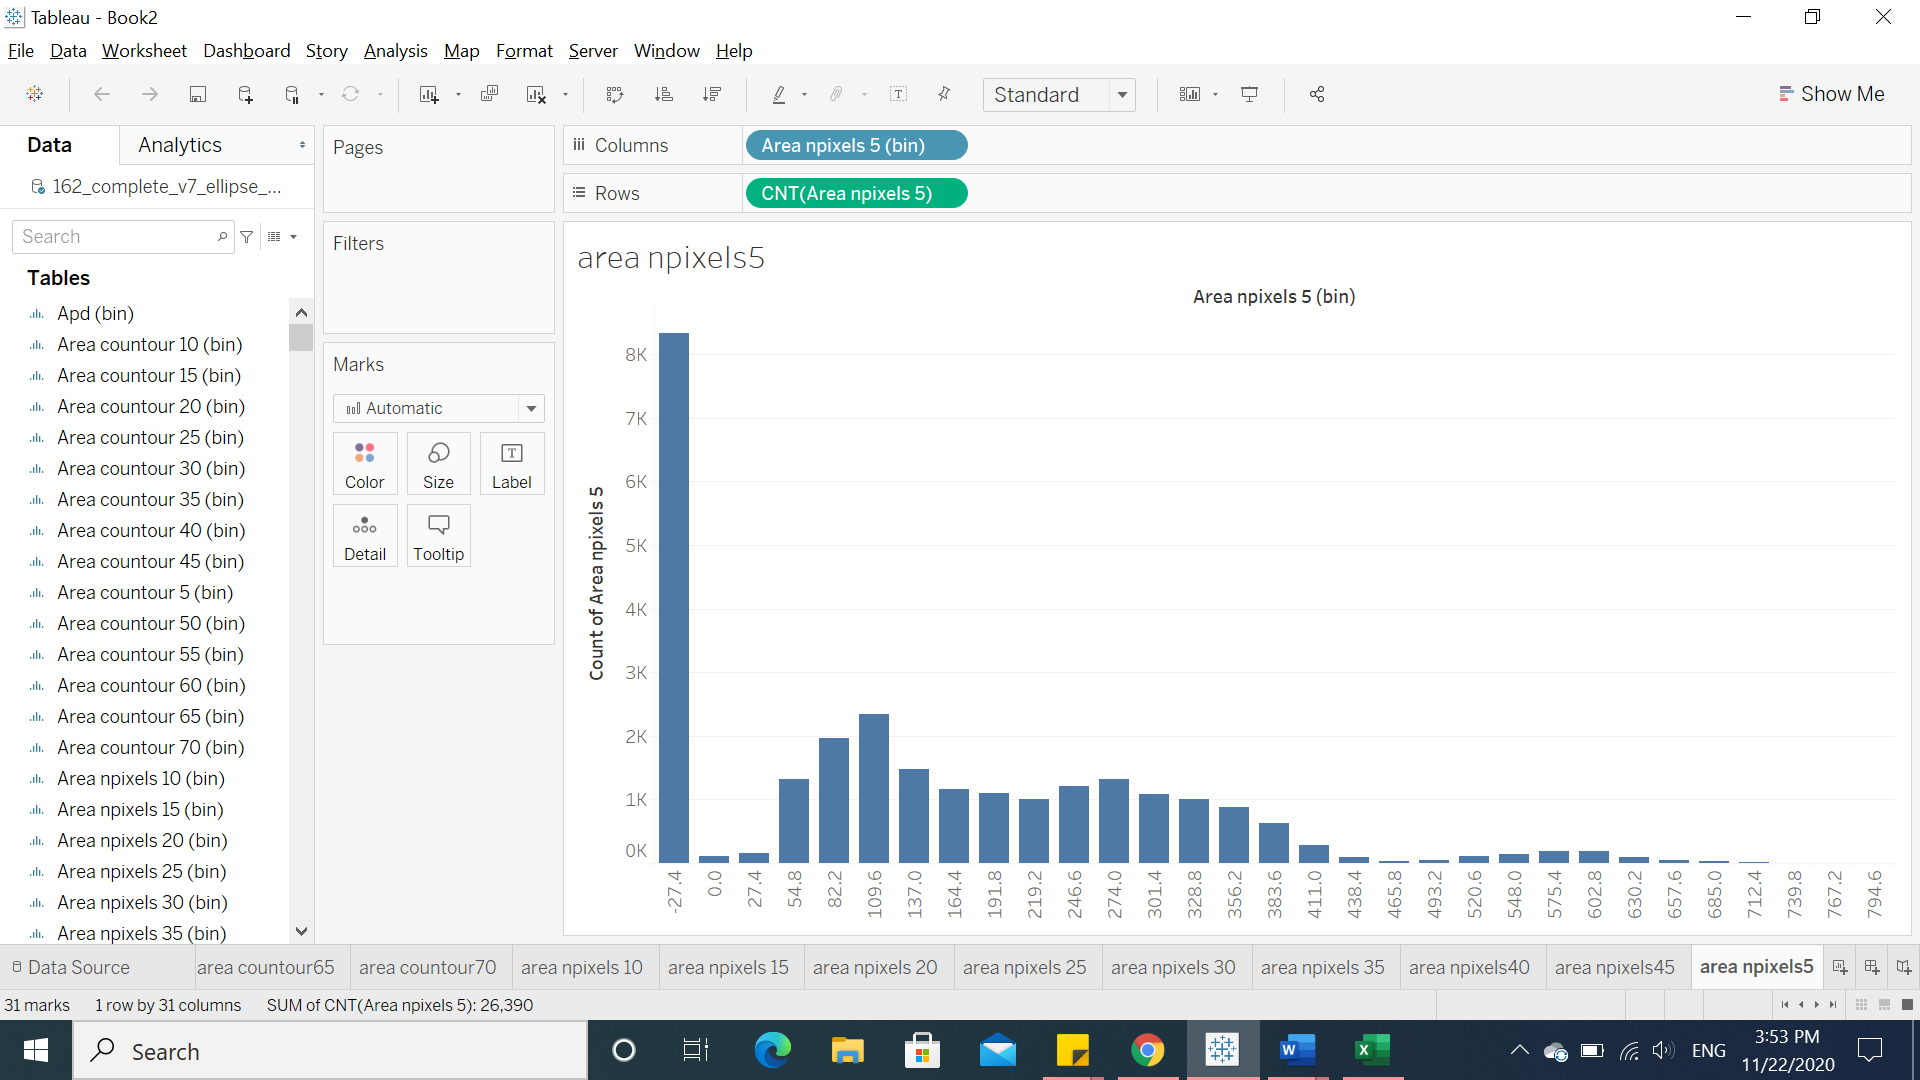 Tableau - Book2
File Data Worksheet Dashboard Story Analysis Map Format Server Window Help
Standard
Show Me
Data
Analytics
162_complete_v7_ellipse_...
Search
Tables
Apd (bin)
Area countour 10 (bin)
Area countour 15 (bin)
Area countour 20 (bin)
Area countour 25 (bin)
Area countour 30 (bin)
Area countour 35 (bin)
Area countour 40 (bin)
Area countour 45 (bin)
Area countour 5 (bin)
Area countour 50 (bin)
Area countour 55 (bin)
Area countour 60 (bin)
Area countour 65 (bin)
Area countour 70 (bin)
Area npixels 10 (bin)
Area npixels 15 (bin)
Area npixels 20 (bin)
Area npixels 25 (bin)
Area npixels 30 (bin)
Area npixels 35 (bin)
Pages
Filters
Marks
Automatic
Color
Size
Label
Detail
Tooltip
Columns
Area npixels 5 (bin)
Rows
CNT(Area npixels 5)
area npixels5
Area npixels 5 (bin)
Count of Area npixels 5
8K
7K
6K
5K
4K
3K
2K
1K
0K
-27.4
0.0
27.4
54.8
82.2
109.6
137.0
164.4
191.8
219.2
246.6
274.0
301.4
328.8
356.2
383.6
411.0
438.4
465.8
493.2
520.6
548.0
575.4
602.8
630.2
657.6
685.0
712.4
739.8
767.2
794.6
Data Source
area countour65
area countour70
area npixels 10
area npixels 15
area npixels 20
area npixels 25
area npixels 30
area npixels 35
area npixels40
area npixels45
area npixels5
31 marks
1 row by 31 columns
SUM of CNT(Area npixels 5): 26,390
Search
ENG
3:53 PM
11/22/2020